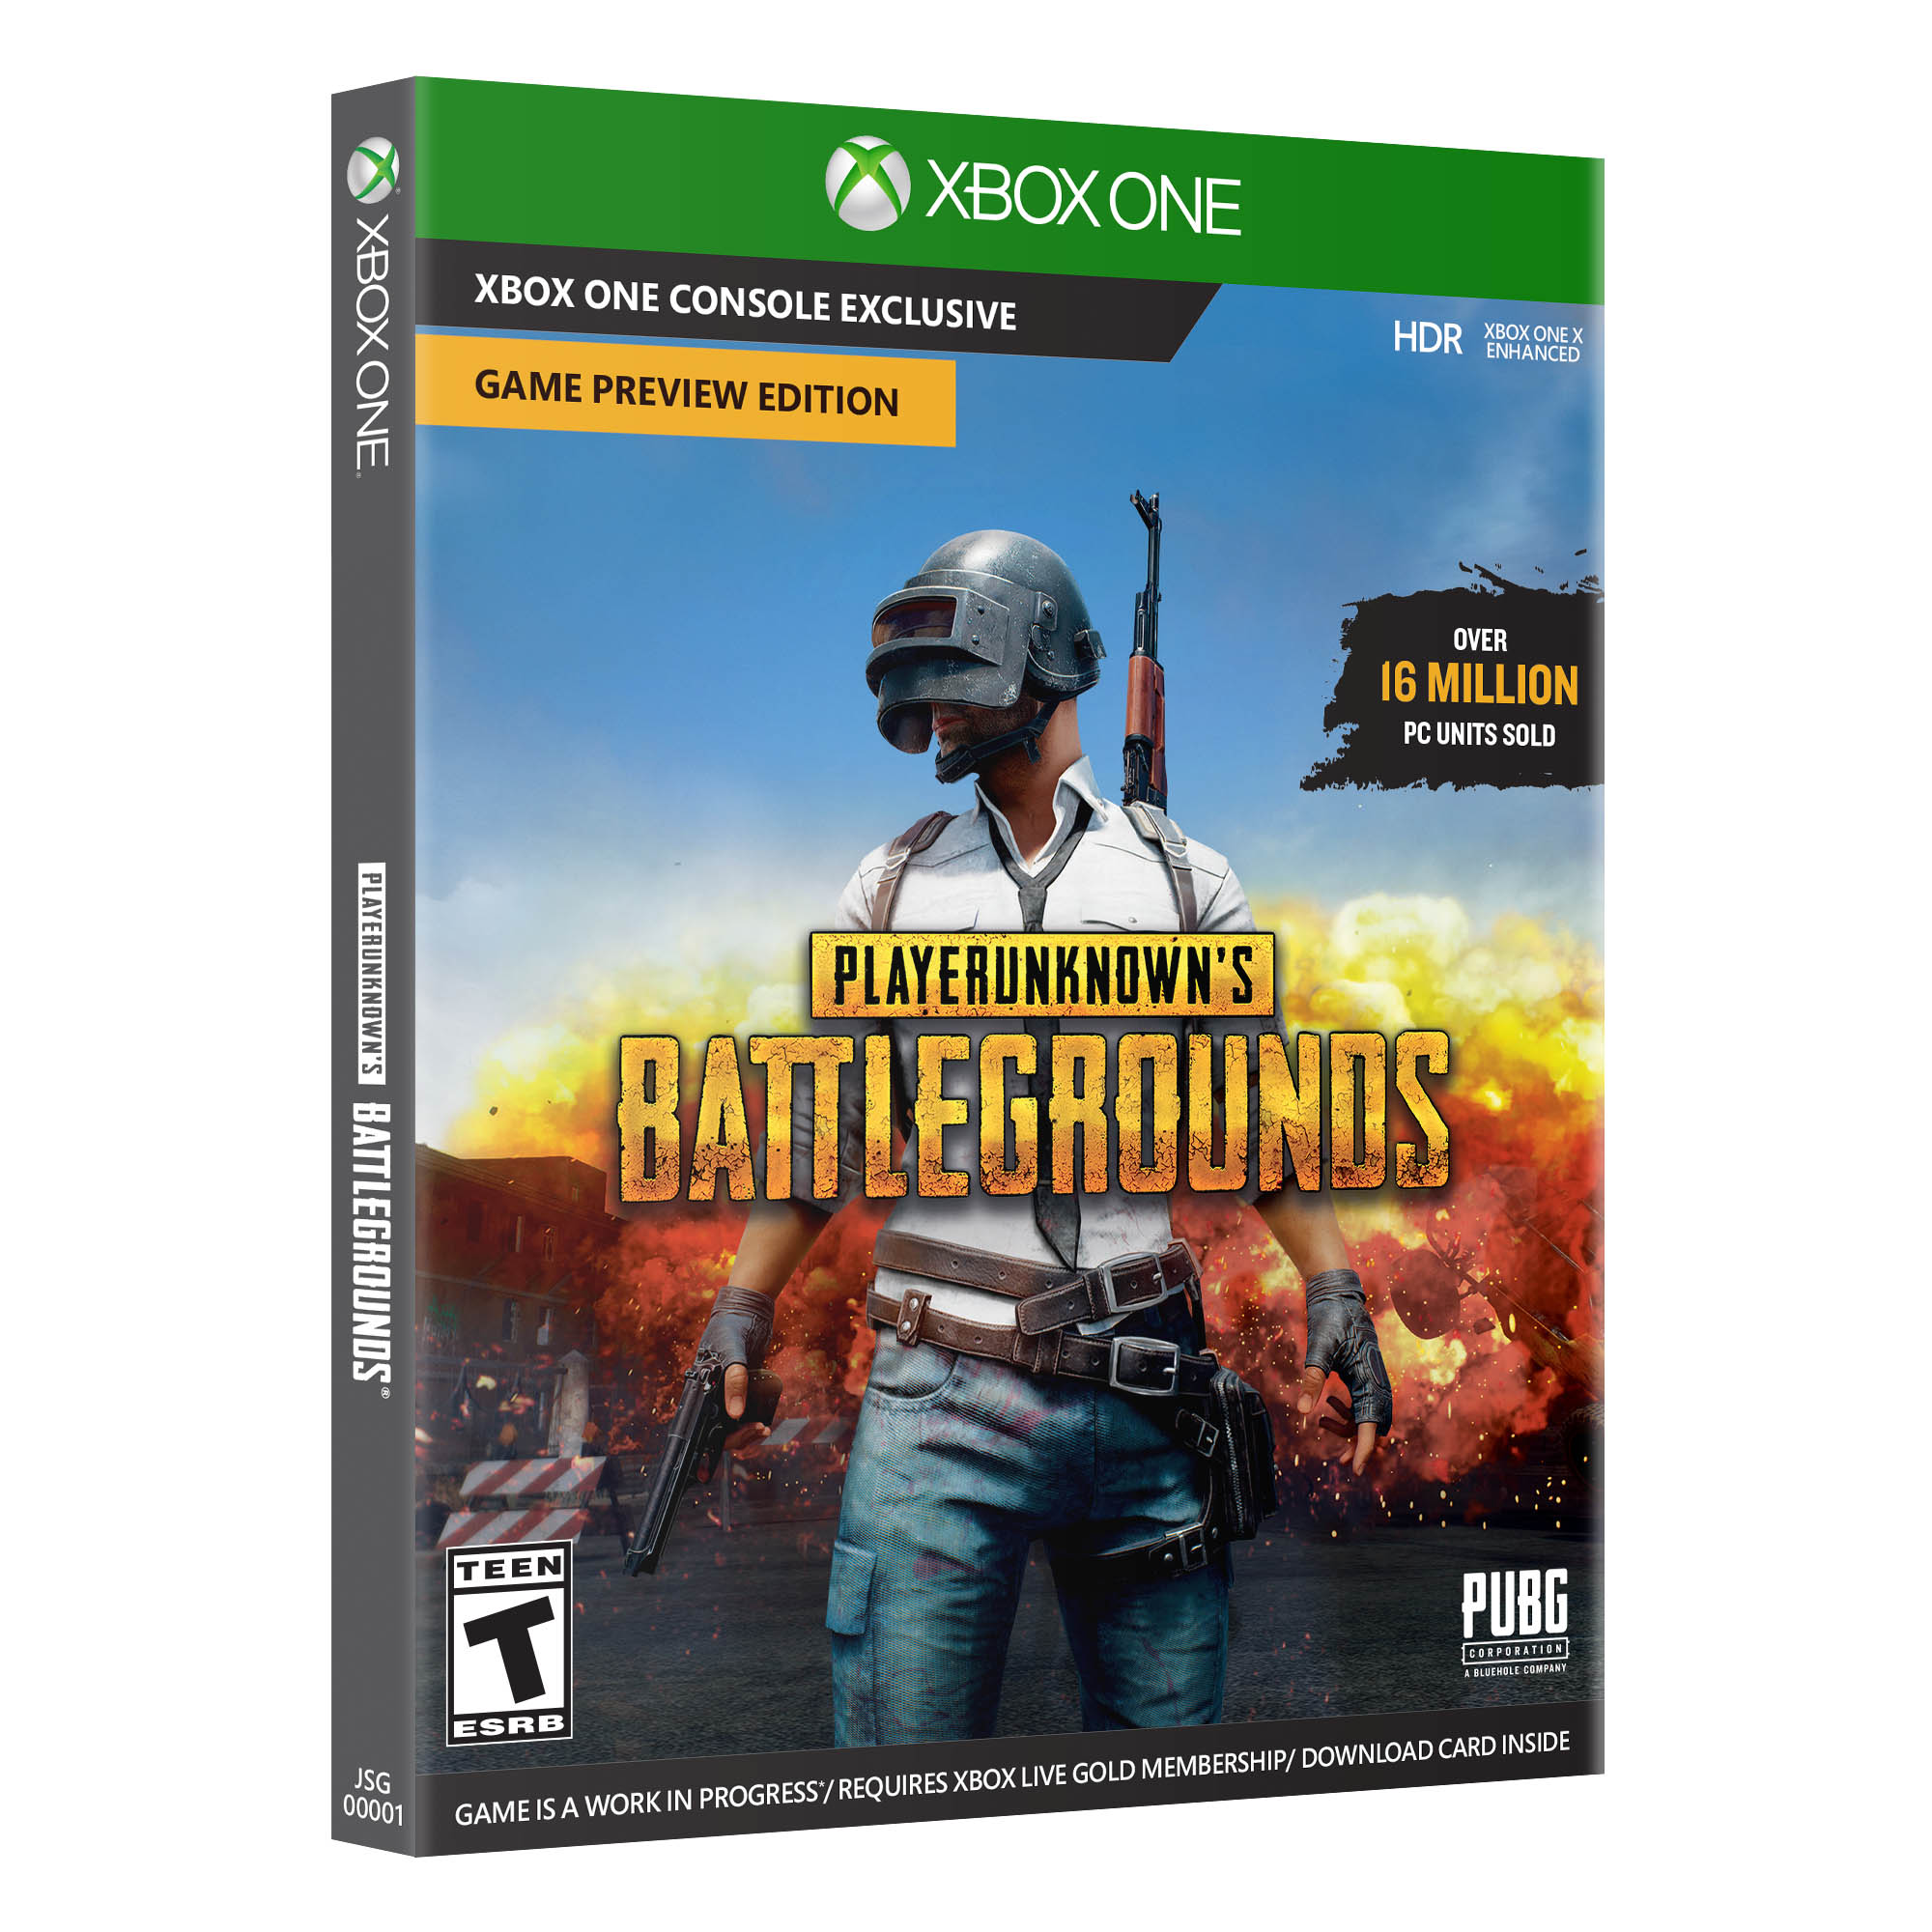 XBOX ONE
XBOX ONE CONSOLE EXCLUSIVE
GAME PREVIEW EDITION
HDR
XBOX ONE X
ENHANCED
OVER
16 MILLION
PC UNITS SOLD
PLAYERUNKNOWN'S
BATTLEGROUNDS
TEEN
T
ESRB
PUBG
CORPORATION
A BLUEHOLE COMPANY
GAME IS A WORK IN PROGRESS*/ REQUIRES XBOX LIVE GOLD MEMBERSHIP/ DOWNLOAD CARD INSIDE
XBOX ONE
PLAYERUNKNOWN'S
BATTLEGROUNDS®
JSG
00001